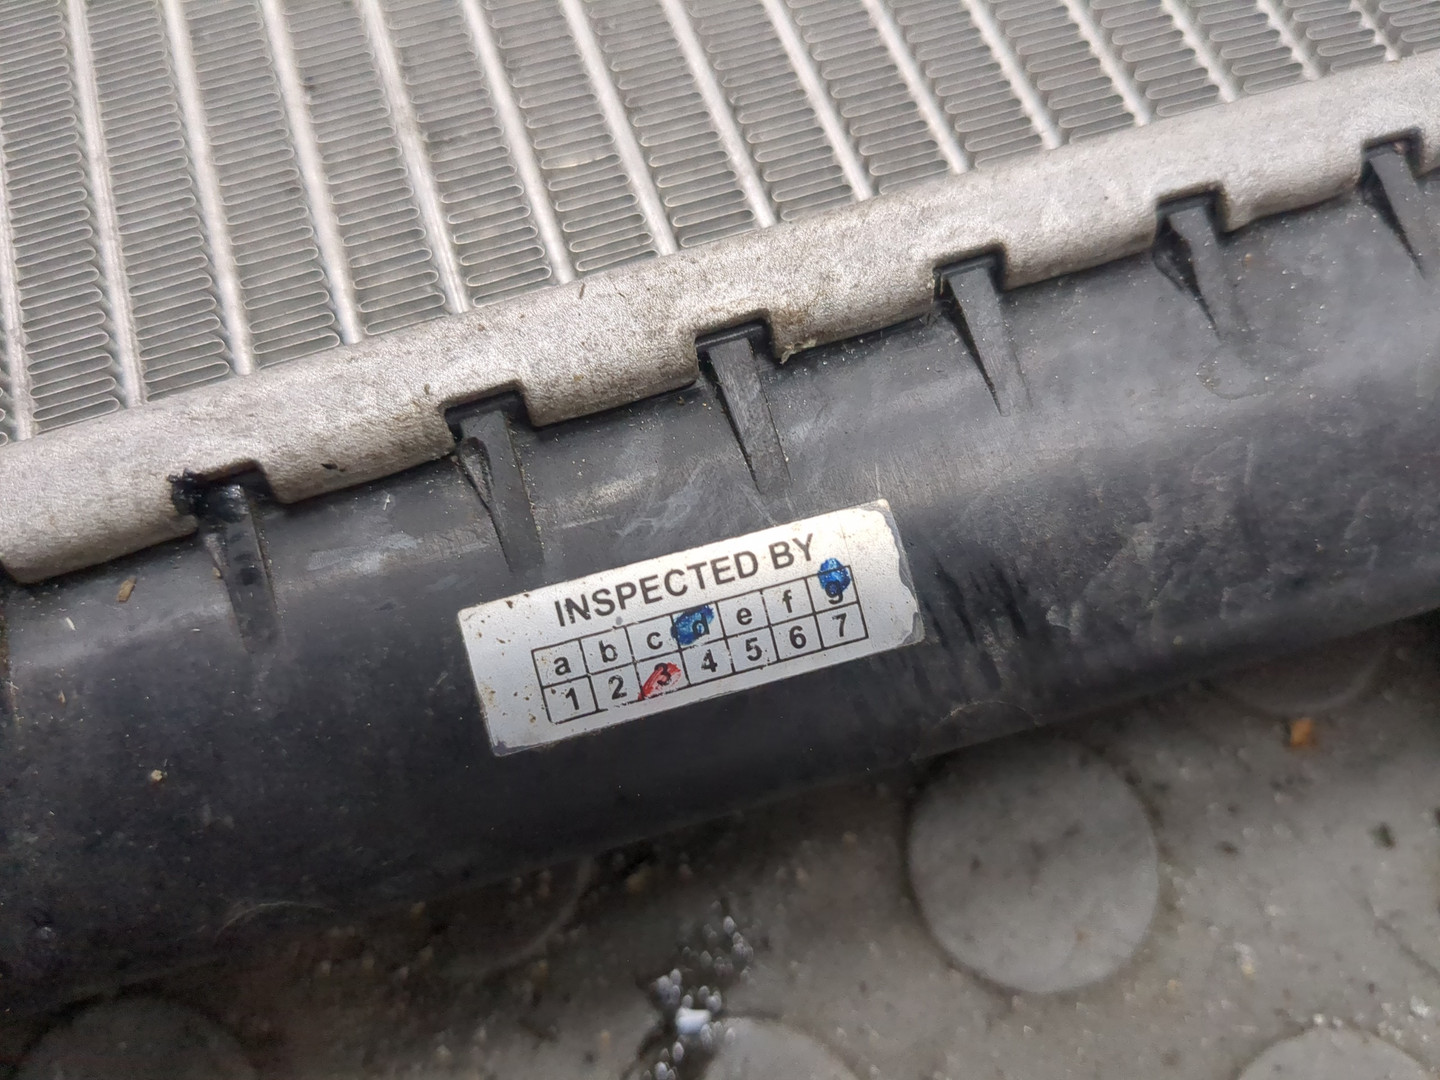 INSPECTED BY
a b c d e f g
1 2 3 4 5 6 7